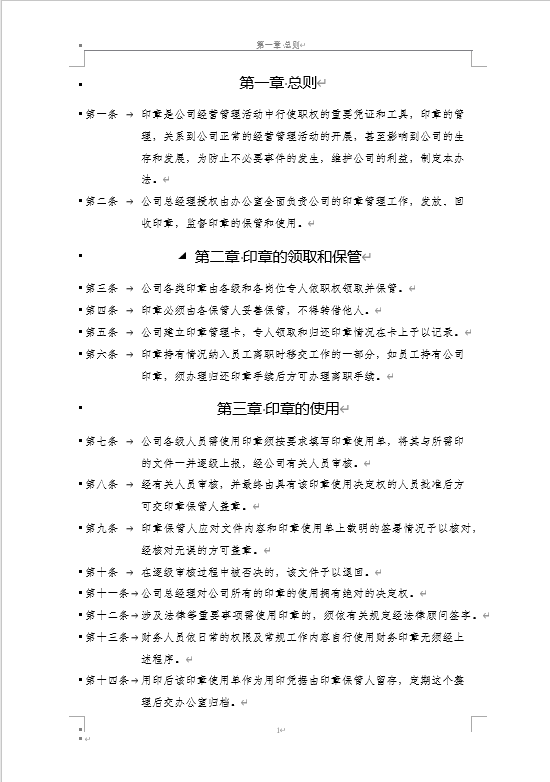 第一章·总则
第一章·总则
第一条 印章是公司经营管理活动中行使职权的重要凭证和工具，印章的管
理，关系到公司正常的经营管理活动的开展，甚至影响到公司的生
存和发展，为防止不必要事件的发生，维护公司的利益，制定本办
法。
第二条 公司总经理授权由办公室全面负责公司的印章管理工作，发放、回
收印章，监督印章的保管和使用。
第二章·印章的领取和保管
第三条 公司各类印章由各级和各岗位专人依职权领取并保管。
第四条 印章必须由各保管人妥善保管，不得转借他人。
第五条 公司建立印章管理卡，专人领取和归还印章情况在卡上予以记录。
第六条 印章持有情况纳入员工离职时移交工作的一部分，如员工持有公司
印章，须办理归还印章手续后方可办理离职手续。
第三章·印章的使用
第七条 公司各级人员需使用印章须按要求填写印章使用单，将其与所需印
的文件一并逐级上报，经公司有关人员审核。
第八条 经有关人员审核，并最终由具有该印章使用决定权的人员批准后方
可交印章保管人盖章。
第九条 印章保管人应对文件内容和印章使用单上载明的签署情况予以核对，
经核对无误的方可盖章。
第十条 在逐级审核过程中被否决的，该文件予以退回。
第十一条 公司总经理对公司所有的印章的使用拥有绝对的决定权。
第十二条 涉及法律等重要事项需使用印章的，须依有关规定经法律顾问签字。
第十三条 财务人员依日常的权限及常规工作内容自行使用财务印章无须经上
述程序。
第十四条 用印后该印章使用单作为用印凭据由印章保管人留存，定期这个整
理后交办公室归档。
1